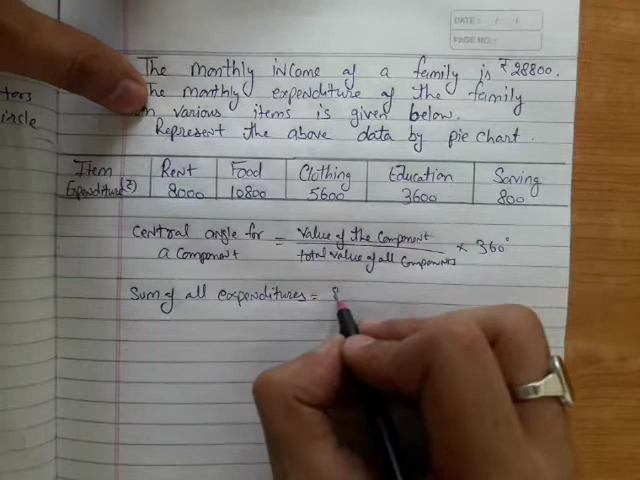 DATE: / /
PAGE NO.:
The monthly income of a family is ₹28800.
The monthly expenditure of the family
on various items is given below.
Represent the above data by pie chart.
Item Rent Food Clothing Education Saving
Expenditure(₹) 8000 10800 5600 3600 800
Central angle for a component = Value of the Component / total value of all Components × 360°
Sum of all expenditures = 8
ircle